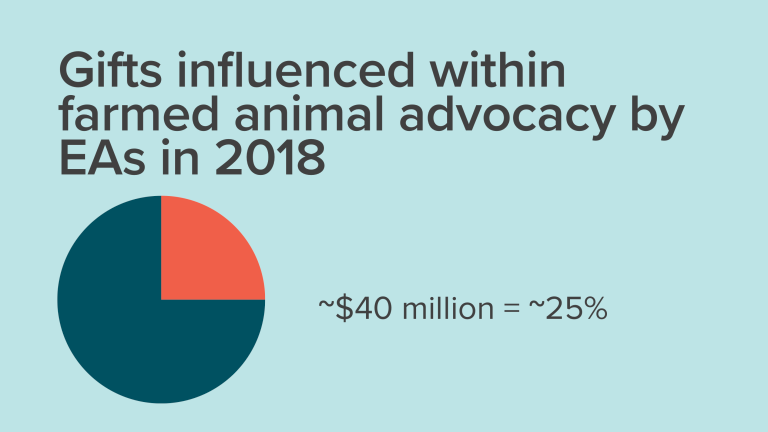 Gifts influenced within
farmed animal advocacy by
EAs in 2018
~$40 million = ~25%